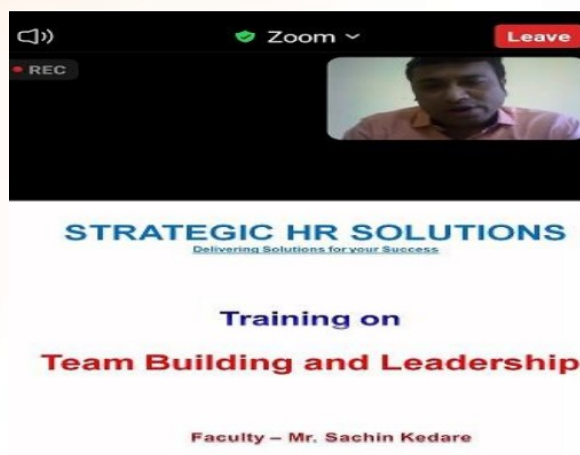 Zoom
Leave
REC
STRATEGIC HR SOLUTIONS
Delivering Solutions for your Success
Training on
Team Building and Leadership
Faculty – Mr. Sachin Kedare